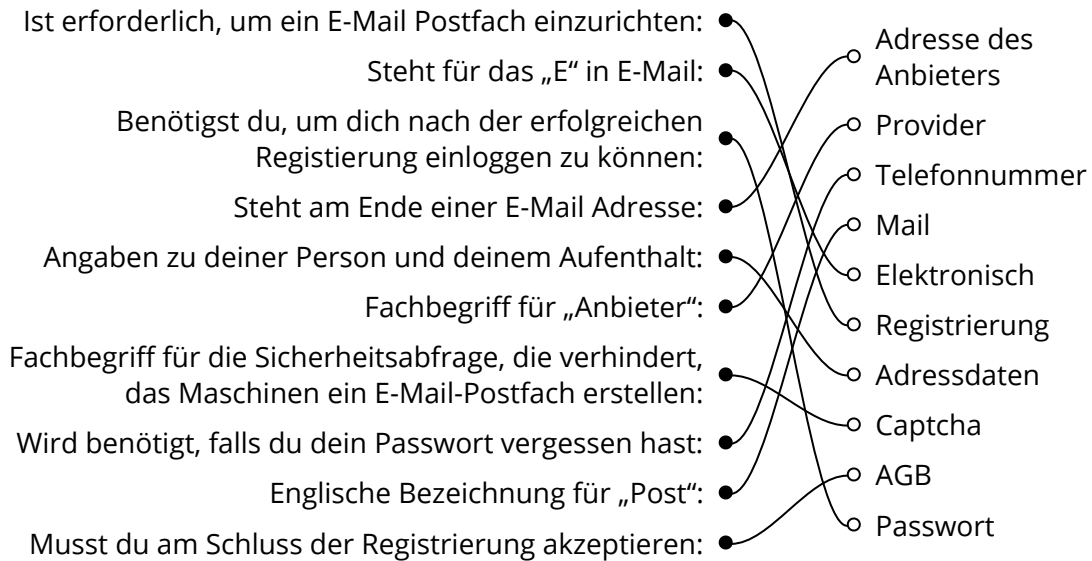 Ist erforderlich, um ein E-Mail Postfach einzurichten:
Steht für das „E“ in E-Mail:
Benötigst du, um dich nach der erfolgreichen
Registierung einloggen zu können:
Steht am Ende einer E-Mail Adresse:
Angaben zu deiner Person und deinem Aufenthalt:
Fachbegriff für „Anbieter“:
Fachbegriff für die Sicherheitsabfrage, die verhindert,
das Maschinen ein E-Mail-Postfach erstellen:
Wird benötigt, falls du dein Passwort vergessen hast:
Englische Bezeichnung für „Post“:
Musst du am Schluss der Registrierung akzeptieren:
Adresse des
Anbieters
Provider
Telefonnummer
Mail
Elektronisch
Registrierung
Adressdaten
Captcha
AGB
Passwort